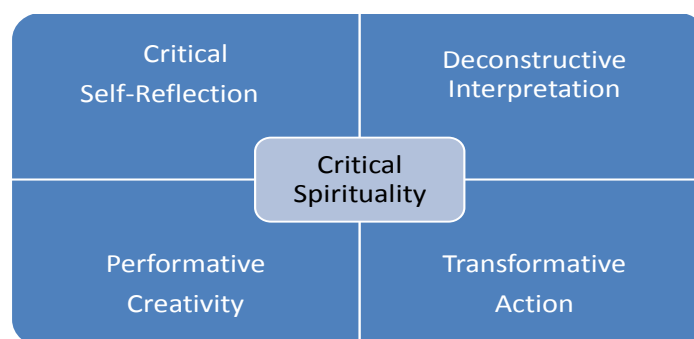 Critical
Self-Reflection
Deconstructive
Interpretation
Critical
Spirituality
Performative
Creativity
Transformative
Action